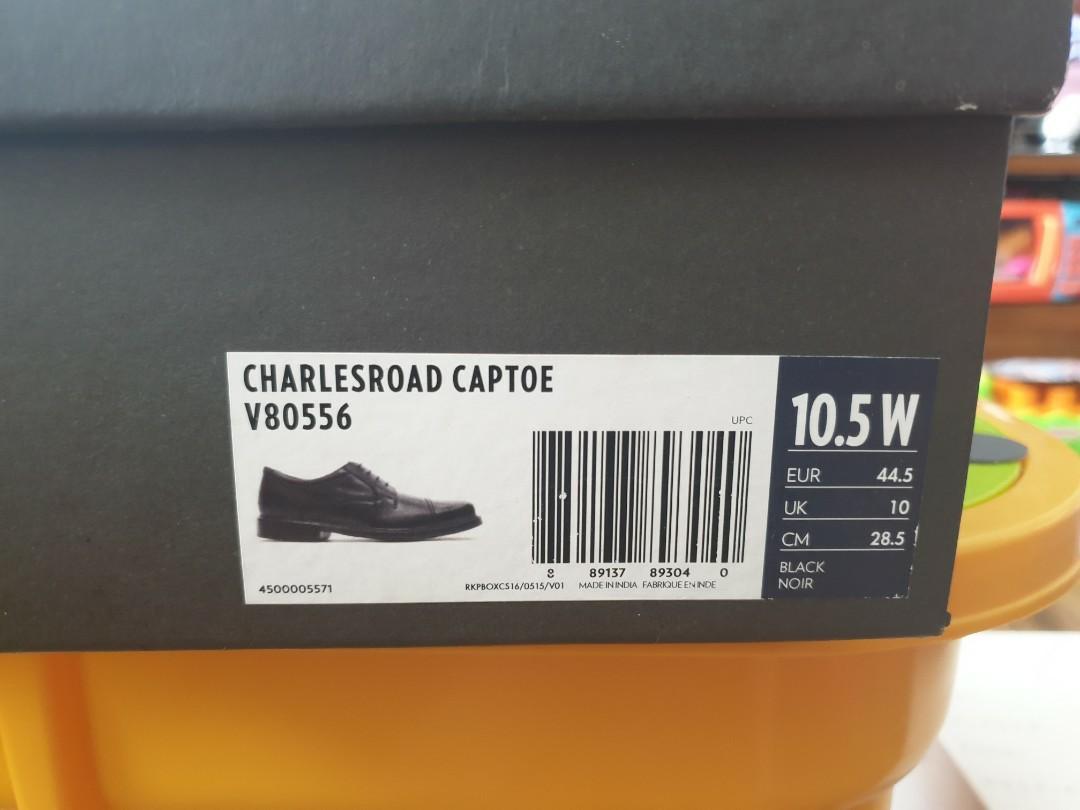 CHARLESROAD CAPTOE
V80556
UPC
8 89137 89304 0
4500005571
RKPBOXCS16/0515/V01 MADE IN INDIA FABRIQUE EN INDE
10.5 W
EUR 44.5
UK 10
CM 28.5
BLACK
NOIR